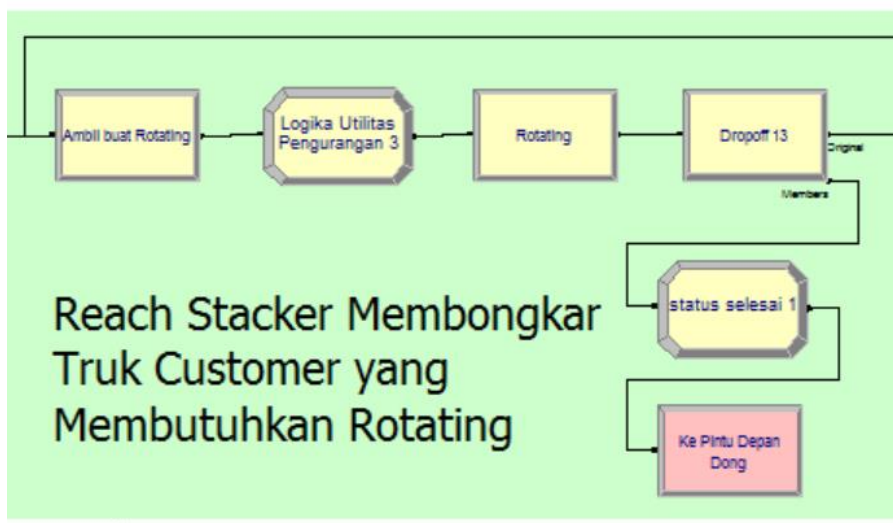 Ambil buat Rotating
Logika Utilitas
Pengurangan 3
Rotating
Dropoff 13
Original
Members
status selesai 1
Ke Pintu Depan
Dong
Reach Stacker Membongkar
Truk Customer yang
Membutuhkan Rotating